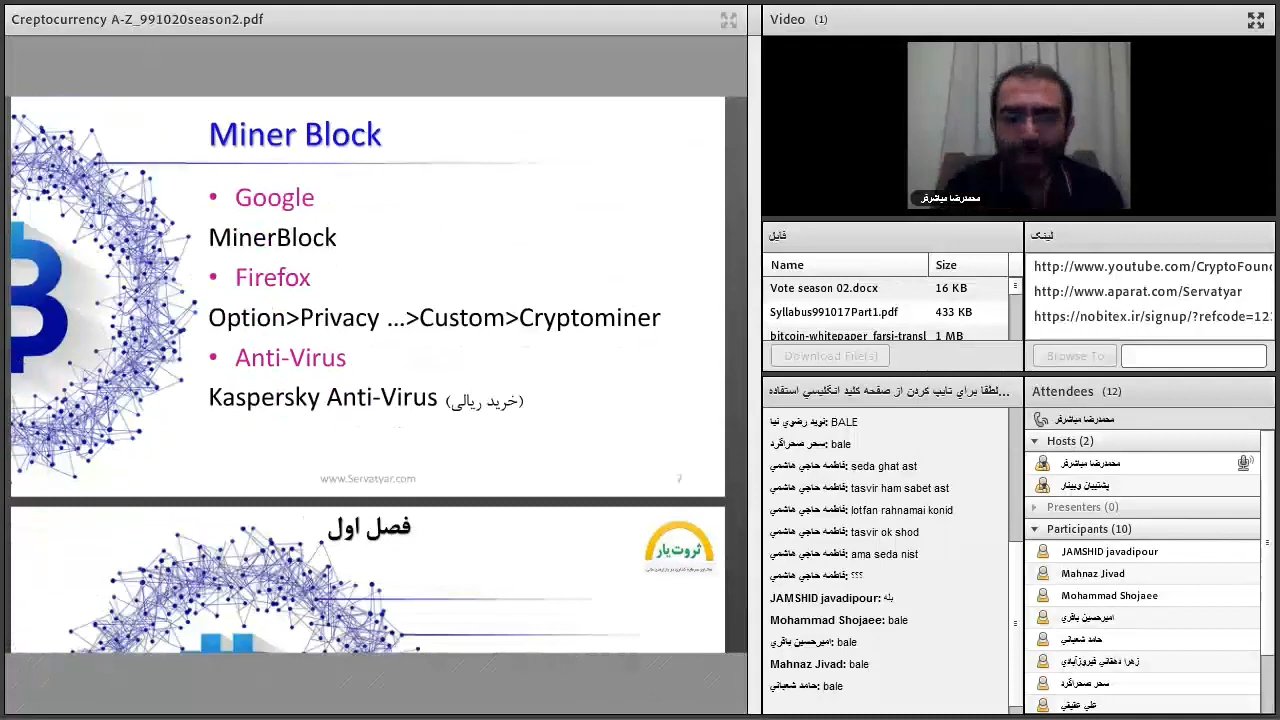 Creptocurrency A-Z_991020season2.pdf
Miner Block
• Google
MinerBlock
• Firefox
Option>Privacy ...>Custom>Cryptominer
• Anti-Virus
Kaspersky Anti-Virus (خرید ریالی)
www.Servatyar.com
7
فصل اول
ثروت‌یار
Video (1)
محمدرضا مباشرفر
فایل
Name Size
Vote season 02.docx 16 KB
Syllabus991017Part1.pdf 433 KB
bitcoin-whitepaper_farsi-transl 1 MB
Download File(s)
لینک
http://www.youtube.com/CryptoFoun
http://www.aparat.com/Servatyar
https://nobitex.ir/signup/?refcode=12
Browse To
لطفا براي تايپ كردن از صفحه كليد انگليسي استفاده...
نويد رضوي نيا: BALE
سحر صحراگرد: bale
فاطمه حاجي هاشمي: seda ghat ast
فاطمه حاجي هاشمي: tasvir ham sabet ast
فاطمه حاجي هاشمي: lotfan rahnamai konid
فاطمه حاجي هاشمي: tasvir ok shod
فاطمه حاجي هاشمي: ama seda nist
فاطمه حاجي هاشمي: ؟؟؟
JAMSHID javadipour: بله
Mohammad Shojaee: bale
اميرحسين باقري: bale
Mahnaz Jivad: bale
حامد شعباني: bale
Attendees (12)
محمدرضا مباشرفر
Hosts (2)
محمدرضا مباشرفر
پشتيبان وبينار
Presenters (0)
Participants (10)
JAMSHID javadipour
Mahnaz Jivad
Mohammad Shojaee
اميرحسين باقري
حامد شعباني
زهرا دهقاني فيروزآبادي
سحر صحراگرد
علي عقيقي